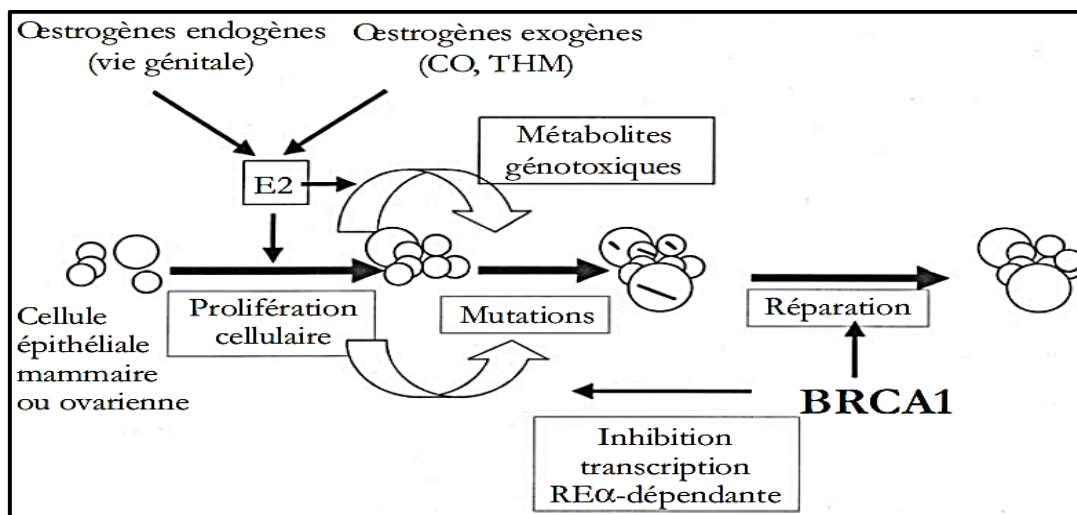 Œstrogènes endogènes
(vie génitale)
Œstrogènes exogènes
(CO, THM)
Métabolites
génotoxiques
E2
Cellule
épithéliale
mammaire
ou ovarienne
Prolifération
cellulaire
Mutations
Réparation
BRCA1
Inhibition
transcription
REα-dépendante